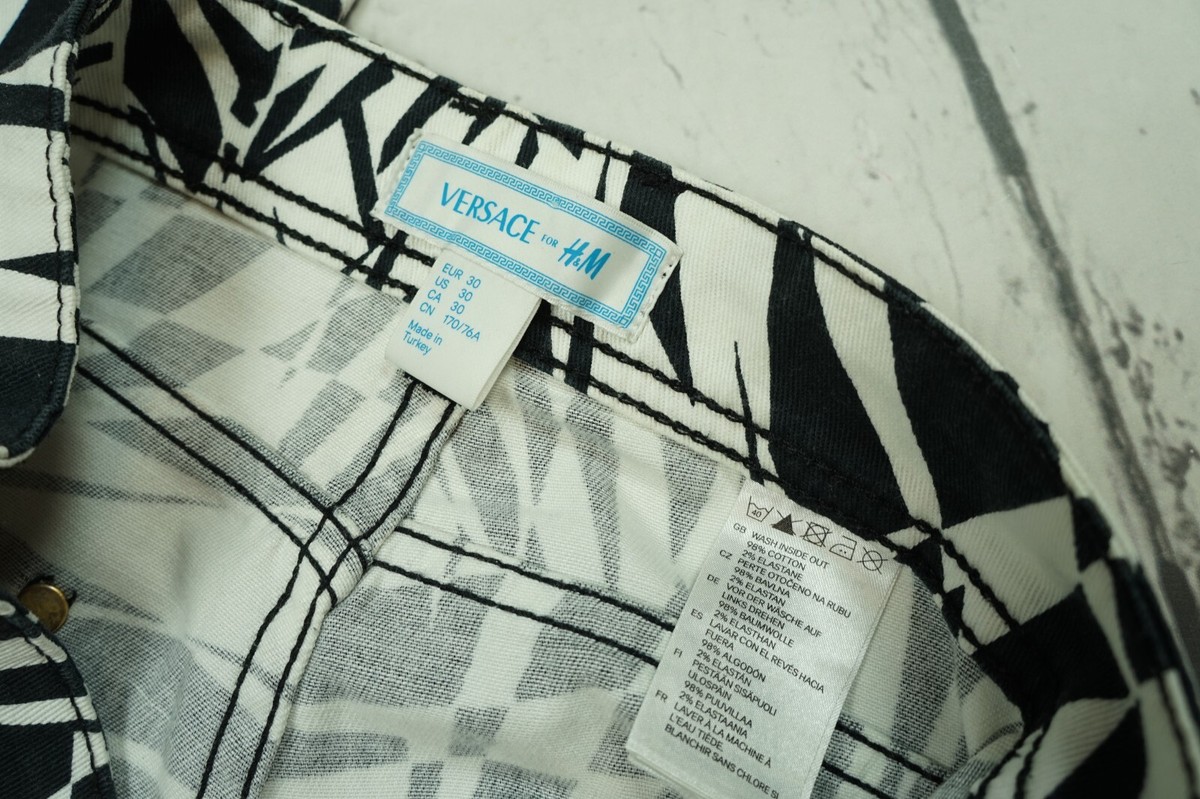 VERSACE FOR H&M
EUR 30
US 30
CA 30
CN 170/76A
Made in
Turkey
40
GB WASH INSIDE OUT
98% COTTON
2% ELASTANE
CZ PERTE OTOČENO NA RUBU
98% BAVLNA
2% ELASTAN
DE VOR DER WÄSCHE AUF
LINKS DREHEN
98% BAUMWOLLE
2% ELASTHAN
ES LAVAR CON EL REVÉS HACIA
FUERA
98% ALGODÓN
2% ELASTÁN
FI PESTÄÄN SISÄPUOLI
ULOSPÄIN
98% PUUVILLAA
2% ELASTAANIA
FR LAVER À LA MACHINE À
L'EAU TIÈDE.
BLANCHIR SANS CHLORE SI